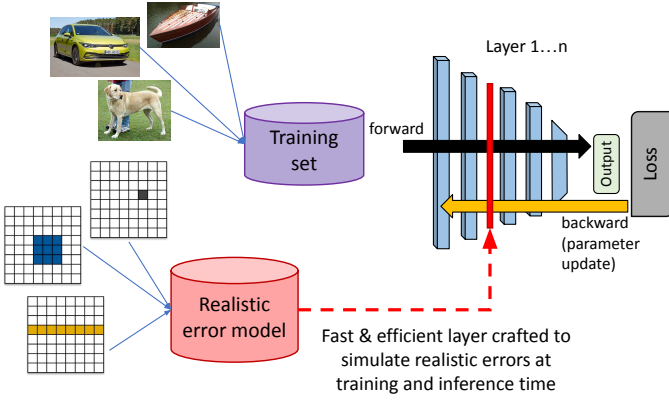 Layer 1...n
Training
set
forward
Output
Loss
backward
(parameter
update)
Realistic
error model
Fast & efficient layer crafted to
simulate realistic errors at
training and inference time